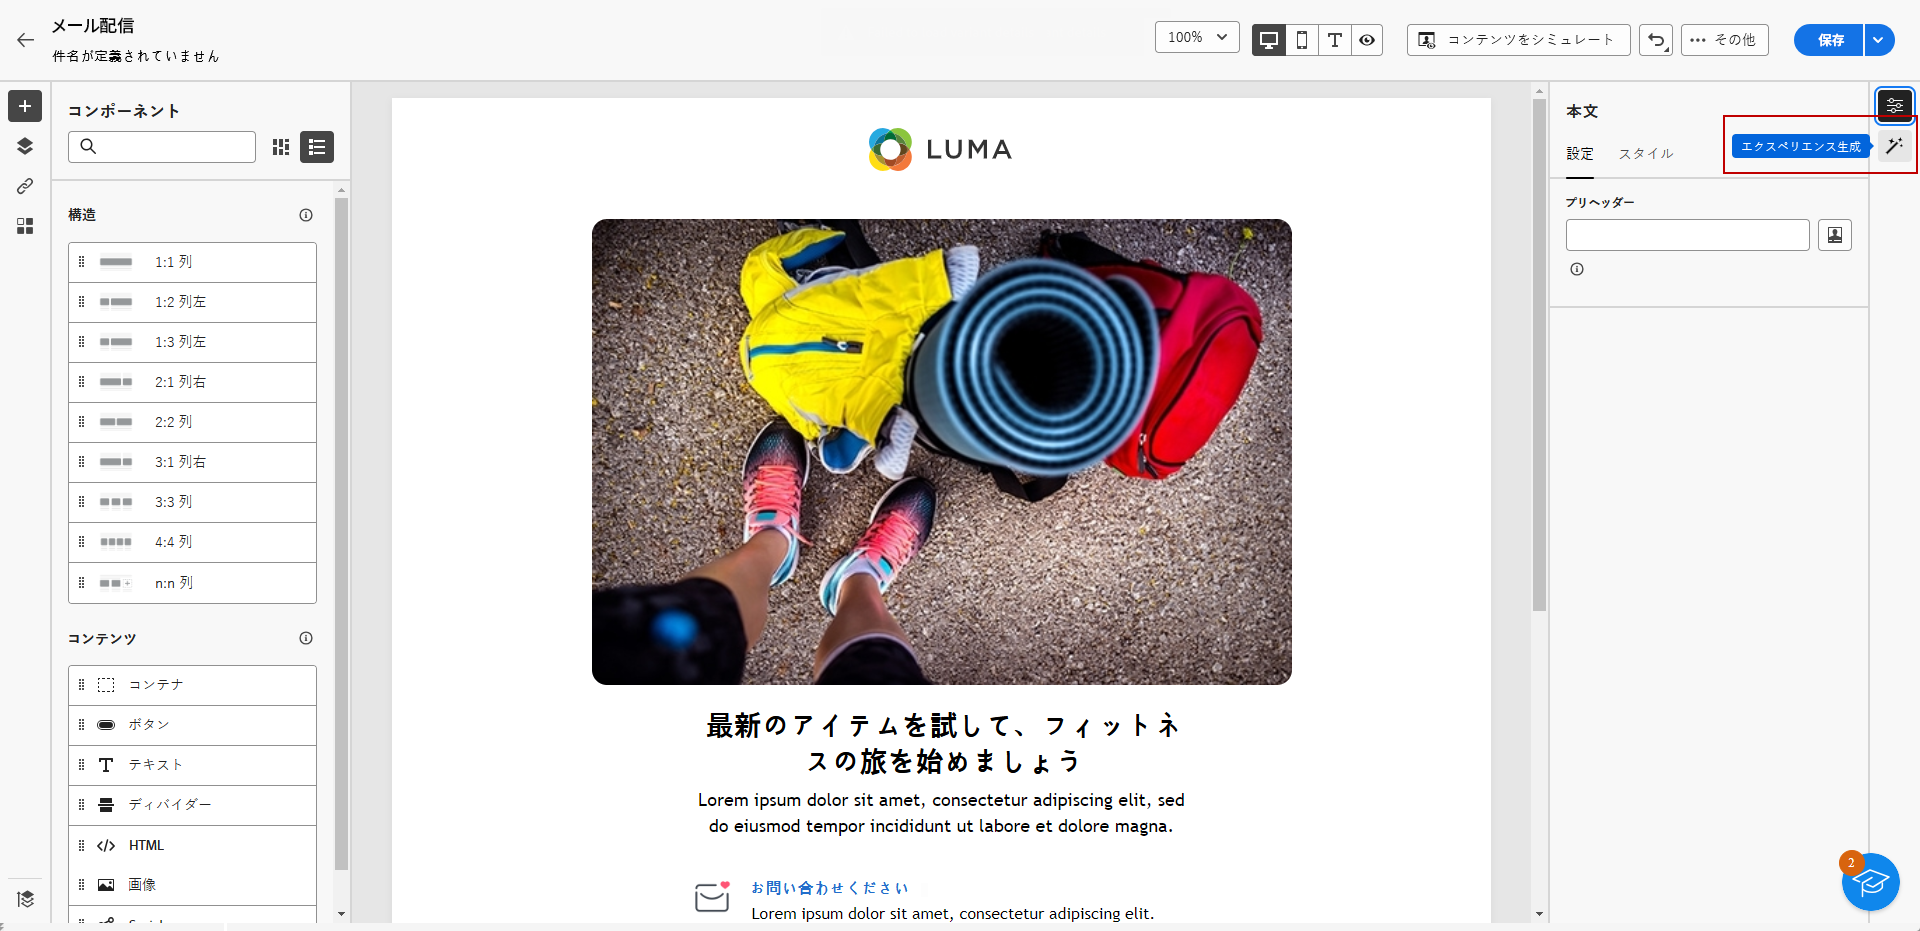 メール配信
件名が定義されていません
100%
コンテンツをシミュレート
その他
保存
コンポーネント
構造
1:1 列
1:2 列左
1:3 列左
2:1 列右
2:2 列
3:1 列右
3:3 列
4:4 列
n:n 列
コンテンツ
コンテナ
ボタン
テキスト
ディバイダー
HTML
画像
LUMA
最新のアイテムを試して、フィットネ
スの旅を始めましょう
Lorem ipsum dolor sit amet, consectetur adipiscing elit, sed
do eiusmod tempor incididunt ut labore et dolore magna.
お問い合わせください
Lorem ipsum dolor sit amet, consectetur adipiscing elit.
本文
設定
スタイル
エクスペリエンス生成
プリヘッダー
2